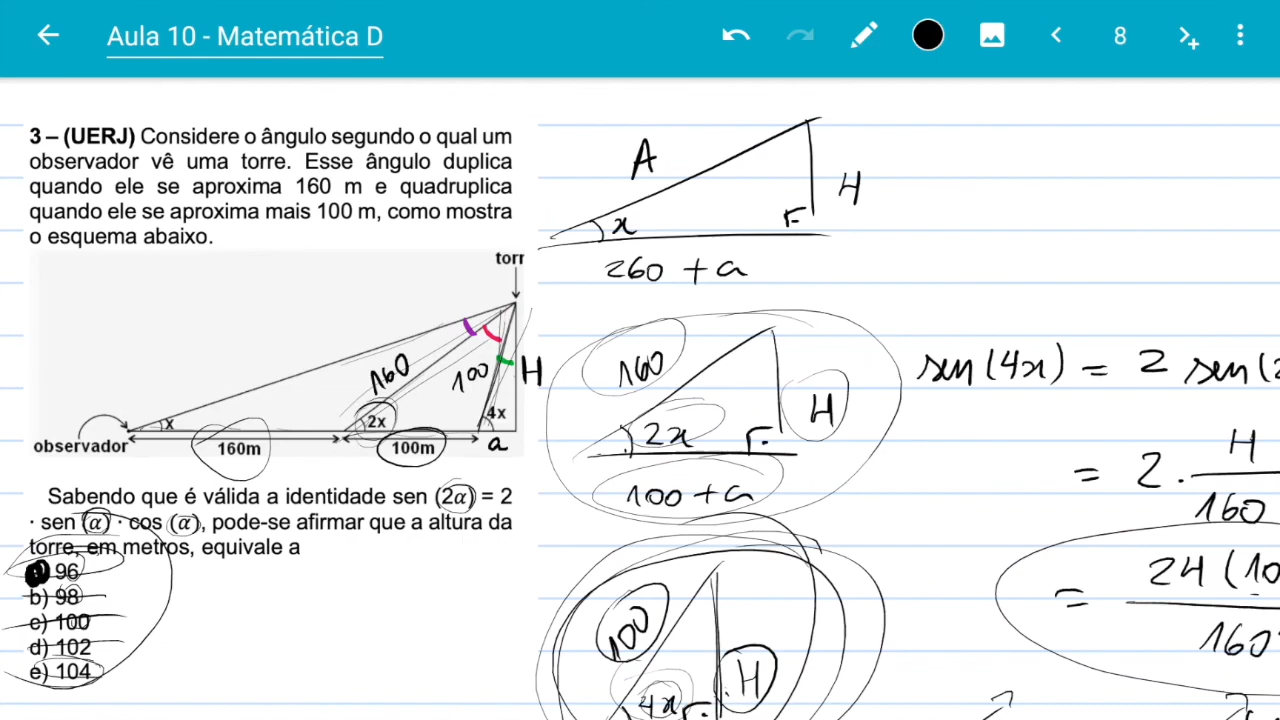 Aula 10 - Matemática D
8
3 – (UERJ) Considere o ângulo segundo o qual um
observador vê uma torre. Esse ângulo duplica
quando ele se aproxima 160 m e quadruplica
quando ele se aproxima mais 100 m, como mostra
o esquema abaixo.
torr
160
100
H
x
2x
4x
observador
160m
100m
a
Sabendo que é válida a identidade sen (2α) = 2
· sen (α) · cos (α), pode-se afirmar que a altura da
torre, em metros, equivale a
96
b) 98
c) 100
d) 102
e) 104
A
H
x
260 + a
160
H
2x
100 + a
100
H
4x
sen (4x) = 2 sen (2
= 2 . H
160
= 24 (10
160